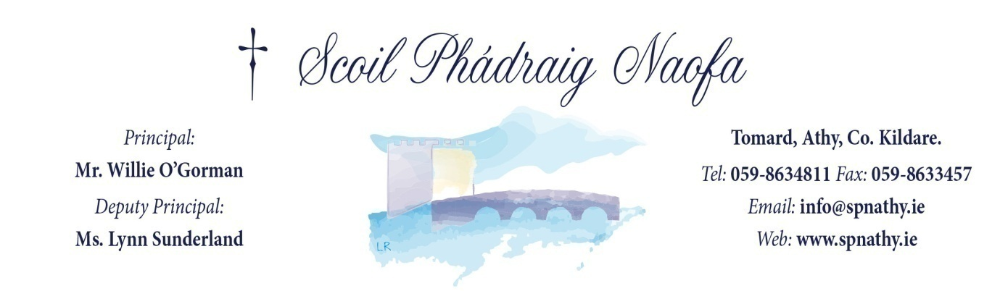 Scoil Phádraig Naofa
Principal:
Mr. Willie O’Gorman
Deputy Principal:
Ms. Lynn Sunderland
LR
Tomard, Athy, Co. Kildare.
Tel: 059-8634811 Fax: 059-8633457
Email: info@spnathy.ie
Web: www.spnathy.ie